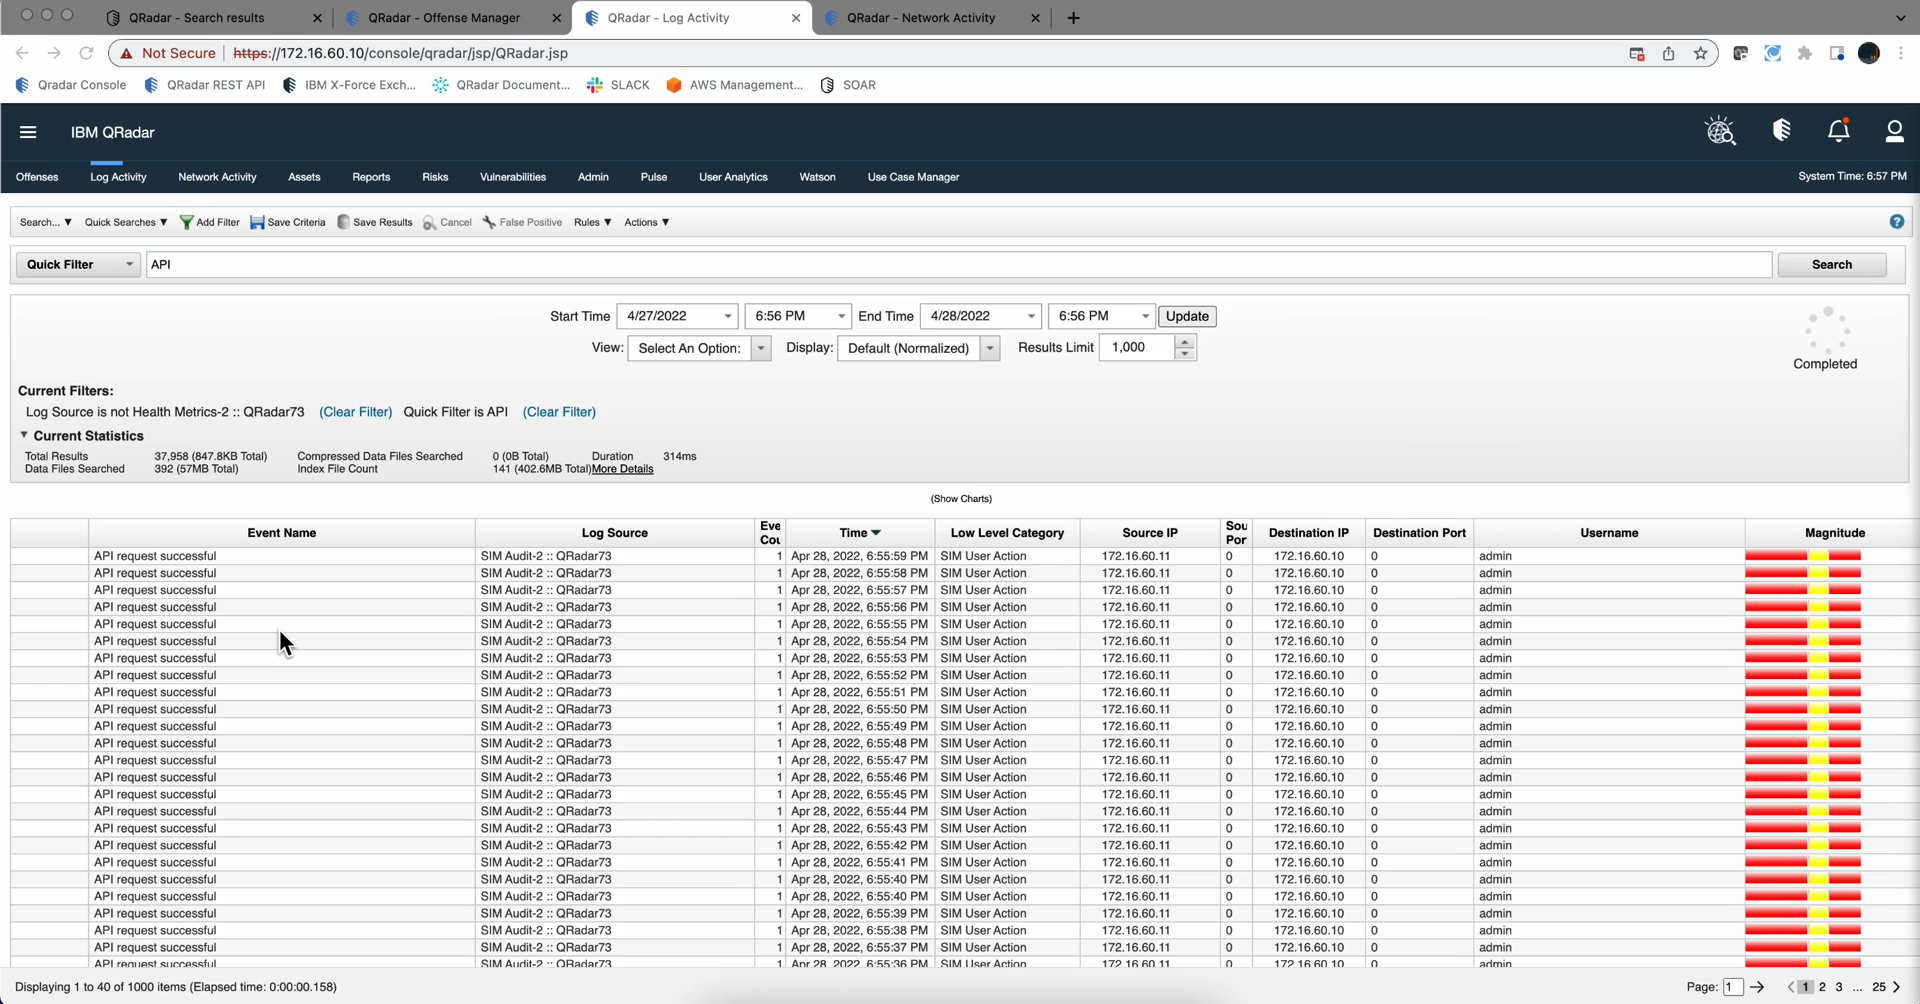 QRadar - Search results
QRadar - Offense Manager
QRadar - Log Activity
QRadar - Network Activity
Not Secure https://172.16.60.10/console/qradar/jsp/QRadar.jsp
Qradar Console QRadar REST API IBM X-Force Exch... QRadar Document... SLACK AWS Management... SOAR
IBM QRadar
Offenses Log Activity Network Activity Assets Reports Risks Vulnerabilities Admin Pulse User Analytics Watson Use Case Manager System Time: 6:57 PM
Search... Quick Searches Add Filter Save Criteria Save Results Cancel False Positive Rules Actions
Quick Filter API Search
Start Time 4/27/2022 6:56 PM End Time 4/28/2022 6:56 PM Update
View: Select An Option: Display: Default (Normalized) Results Limit 1,000
Completed
Current Filters:
Log Source is not Health Metrics-2 :: QRadar73 (Clear Filter) Quick Filter is API (Clear Filter)
Current Statistics
Total Results 37,958 (847.8KB Total) Compressed Data Files Searched 0 (0B Total) Duration 314ms
Data Files Searched 392 (57MB Total) Index File Count 141 (402.6MB Total) More Details
(Show Charts)
Event Name Log Source Eve Cou Time Low Level Category Source IP Sou Por Destination IP Destination Port Username Magnitude
API request successful SIM Audit-2 :: QRadar73 1 Apr 28, 2022, 6:55:59 PM SIM User Action 172.16.60.11 0 172.16.60.10 0 admin
API request successful SIM Audit-2 :: QRadar73 1 Apr 28, 2022, 6:55:58 PM SIM User Action 172.16.60.11 0 172.16.60.10 0 admin
API request successful SIM Audit-2 :: QRadar73 1 Apr 28, 2022, 6:55:57 PM SIM User Action 172.16.60.11 0 172.16.60.10 0 admin
API request successful SIM Audit-2 :: QRadar73 1 Apr 28, 2022, 6:55:56 PM SIM User Action 172.16.60.11 0 172.16.60.10 0 admin
API request successful SIM Audit-2 :: QRadar73 1 Apr 28, 2022, 6:55:55 PM SIM User Action 172.16.60.11 0 172.16.60.10 0 admin
API request successful SIM Audit-2 :: QRadar73 1 Apr 28, 2022, 6:55:54 PM SIM User Action 172.16.60.11 0 172.16.60.10 0 admin
API request successful SIM Audit-2 :: QRadar73 1 Apr 28, 2022, 6:55:53 PM SIM User Action 172.16.60.11 0 172.16.60.10 0 admin
API request successful SIM Audit-2 :: QRadar73 1 Apr 28, 2022, 6:55:52 PM SIM User Action 172.16.60.11 0 172.16.60.10 0 admin
API request successful SIM Audit-2 :: QRadar73 1 Apr 28, 2022, 6:55:51 PM SIM User Action 172.16.60.11 0 172.16.60.10 0 admin
API request successful SIM Audit-2 :: QRadar73 1 Apr 28, 2022, 6:55:50 PM SIM User Action 172.16.60.11 0 172.16.60.10 0 admin
API request successful SIM Audit-2 :: QRadar73 1 Apr 28, 2022, 6:55:49 PM SIM User Action 172.16.60.11 0 172.16.60.10 0 admin
API request successful SIM Audit-2 :: QRadar73 1 Apr 28, 2022, 6:55:48 PM SIM User Action 172.16.60.11 0 172.16.60.10 0 admin
API request successful SIM Audit-2 :: QRadar73 1 Apr 28, 2022, 6:55:47 PM SIM User Action 172.16.60.11 0 172.16.60.10 0 admin
API request successful SIM Audit-2 :: QRadar73 1 Apr 28, 2022, 6:55:46 PM SIM User Action 172.16.60.11 0 172.16.60.10 0 admin
API request successful SIM Audit-2 :: QRadar73 1 Apr 28, 2022, 6:55:45 PM SIM User Action 172.16.60.11 0 172.16.60.10 0 admin
API request successful SIM Audit-2 :: QRadar73 1 Apr 28, 2022, 6:55:44 PM SIM User Action 172.16.60.11 0 172.16.60.10 0 admin
API request successful SIM Audit-2 :: QRadar73 1 Apr 28, 2022, 6:55:43 PM SIM User Action 172.16.60.11 0 172.16.60.10 0 admin
API request successful SIM Audit-2 :: QRadar73 1 Apr 28, 2022, 6:55:42 PM SIM User Action 172.16.60.11 0 172.16.60.10 0 admin
API request successful SIM Audit-2 :: QRadar73 1 Apr 28, 2022, 6:55:41 PM SIM User Action 172.16.60.11 0 172.16.60.10 0 admin
API request successful SIM Audit-2 :: QRadar73 1 Apr 28, 2022, 6:55:40 PM SIM User Action 172.16.60.11 0 172.16.60.10 0 admin
API request successful SIM Audit-2 :: QRadar73 1 Apr 28, 2022, 6:55:40 PM SIM User Action 172.16.60.11 0 172.16.60.10 0 admin
API request successful SIM Audit-2 :: QRadar73 1 Apr 28, 2022, 6:55:39 PM SIM User Action 172.16.60.11 0 172.16.60.10 0 admin
API request successful SIM Audit-2 :: QRadar73 1 Apr 28, 2022, 6:55:38 PM SIM User Action 172.16.60.11 0 172.16.60.10 0 admin
API request successful SIM Audit-2 :: QRadar73 1 Apr 28, 2022, 6:55:37 PM SIM User Action 172.16.60.11 0 172.16.60.10 0 admin
API request successful SIM Audit-2 :: QRadar73 1 Apr 28, 2022, 6:55:36 PM SIM User Action 172.16.60.11 0 172.16.60.10 0 admin
Displaying 1 to 40 of 1000 items (Elapsed time: 0:00:00.158) Page: 1 1 2 3 ... 25